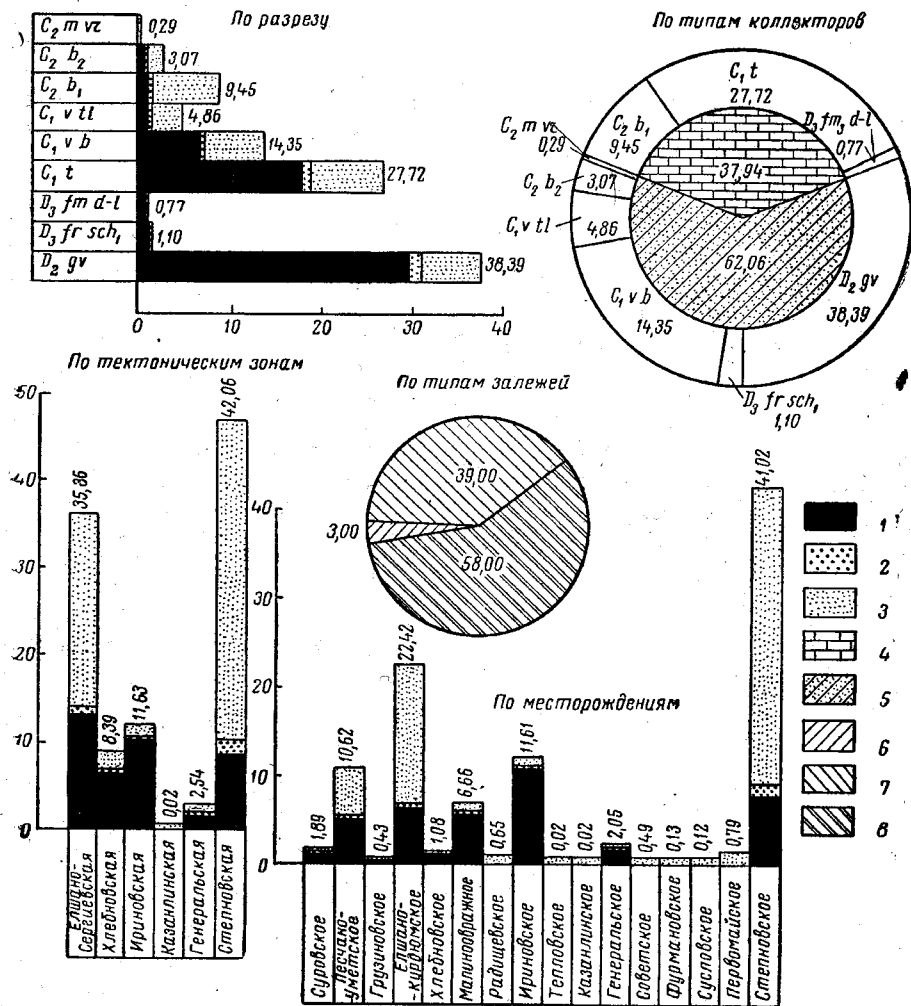 По разрезу
C₂ m vr 0,29
C₂ b₂ 3,07
C₂ b₁ 9,45
C₁ v tl 4,86
C₁ v b 14,35
C₁ t 27,72
D₃ fm d-l 0,77
D₃ fr sch₁ 1,10
D₂ gv 38,39
0 10 20 30 40
По типам коллекторов
C₁ t
27,72
D₃ fm₃ d-l
0,77
C₂ b₁
9,45
C₂ m vr
0,29
C₂ b₂ 3,07
C₁ v tl
4,86
C₁ v b
14,35
D₃ fr sch₁
1,10
D₂ gv
38,39
37,94
62,06
По тектоническим зонам
50
40
30
20
10
0
35,86
8,39
11,63
0,02
2,54
42,06
Елшано-
Сергиевская
Хлебновская
Ириновская
Казанлинская
Генеральская
Степновская
По типам залежей
39,00
3,00
58,00
По месторождениям
40
30
20
10
0
1,89
10,62
0,43
22,42
1,08
6,66
0,65
11,61
0,02
0,02
2,05
0,49
0,13
0,12
0,79
41,02
Суровское
Песчано-
уметское
Грузиновское
Елшано-
-курдюмское
Хлебновское
Малиноовражное
Радищевское
Ириновское
Тепловское
Казанлинское
Генеральское
Советское
Фурмановское
Сусловское
Первомайское
Степновское
1
2
3
4
5
6
7
8